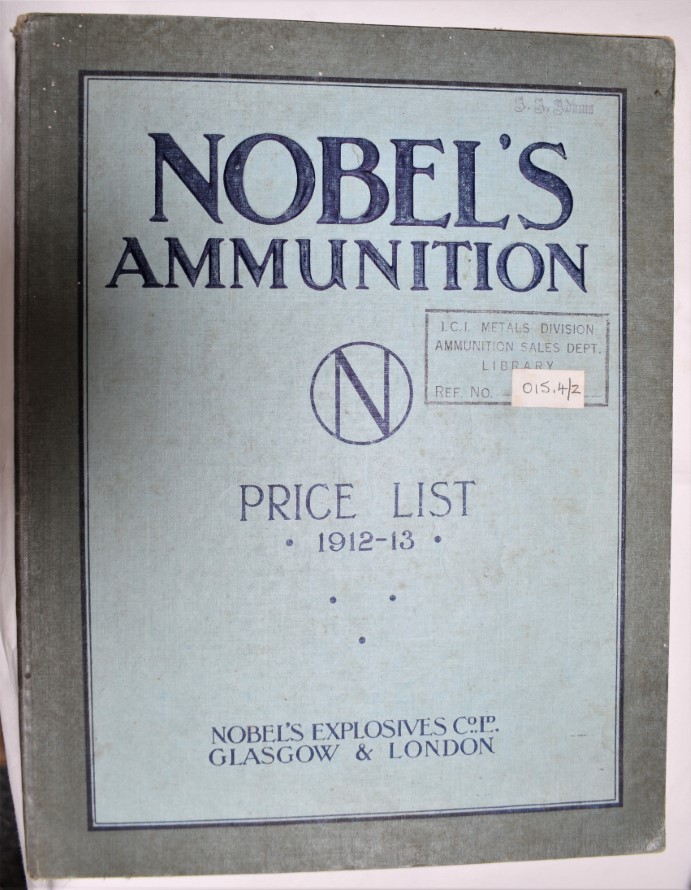 J. G. Adams
NOBEL'S
AMMUNITION
I.C.I. METALS DIVISION
AMMUNITION SALES DEPT.
LIBRARY
REF. NO. 015.4/2
N
PRICE LIST
• 1912-13 •
NOBEL'S EXPLOSIVES CO. LD.
GLASGOW & LONDON